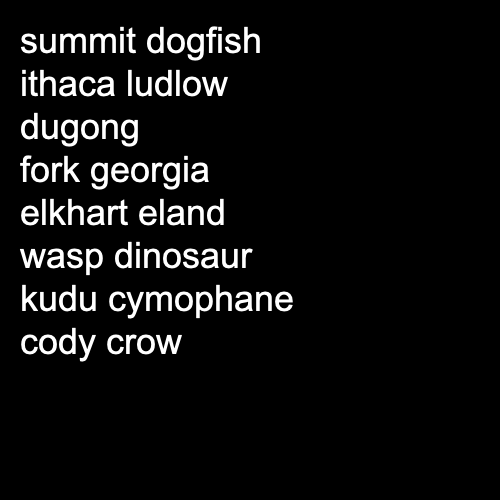 summit dogfish
ithaca ludlow
dugong
fork georgia
elkhart eland
wasp dinosaur
kudu cymophane
cody crow